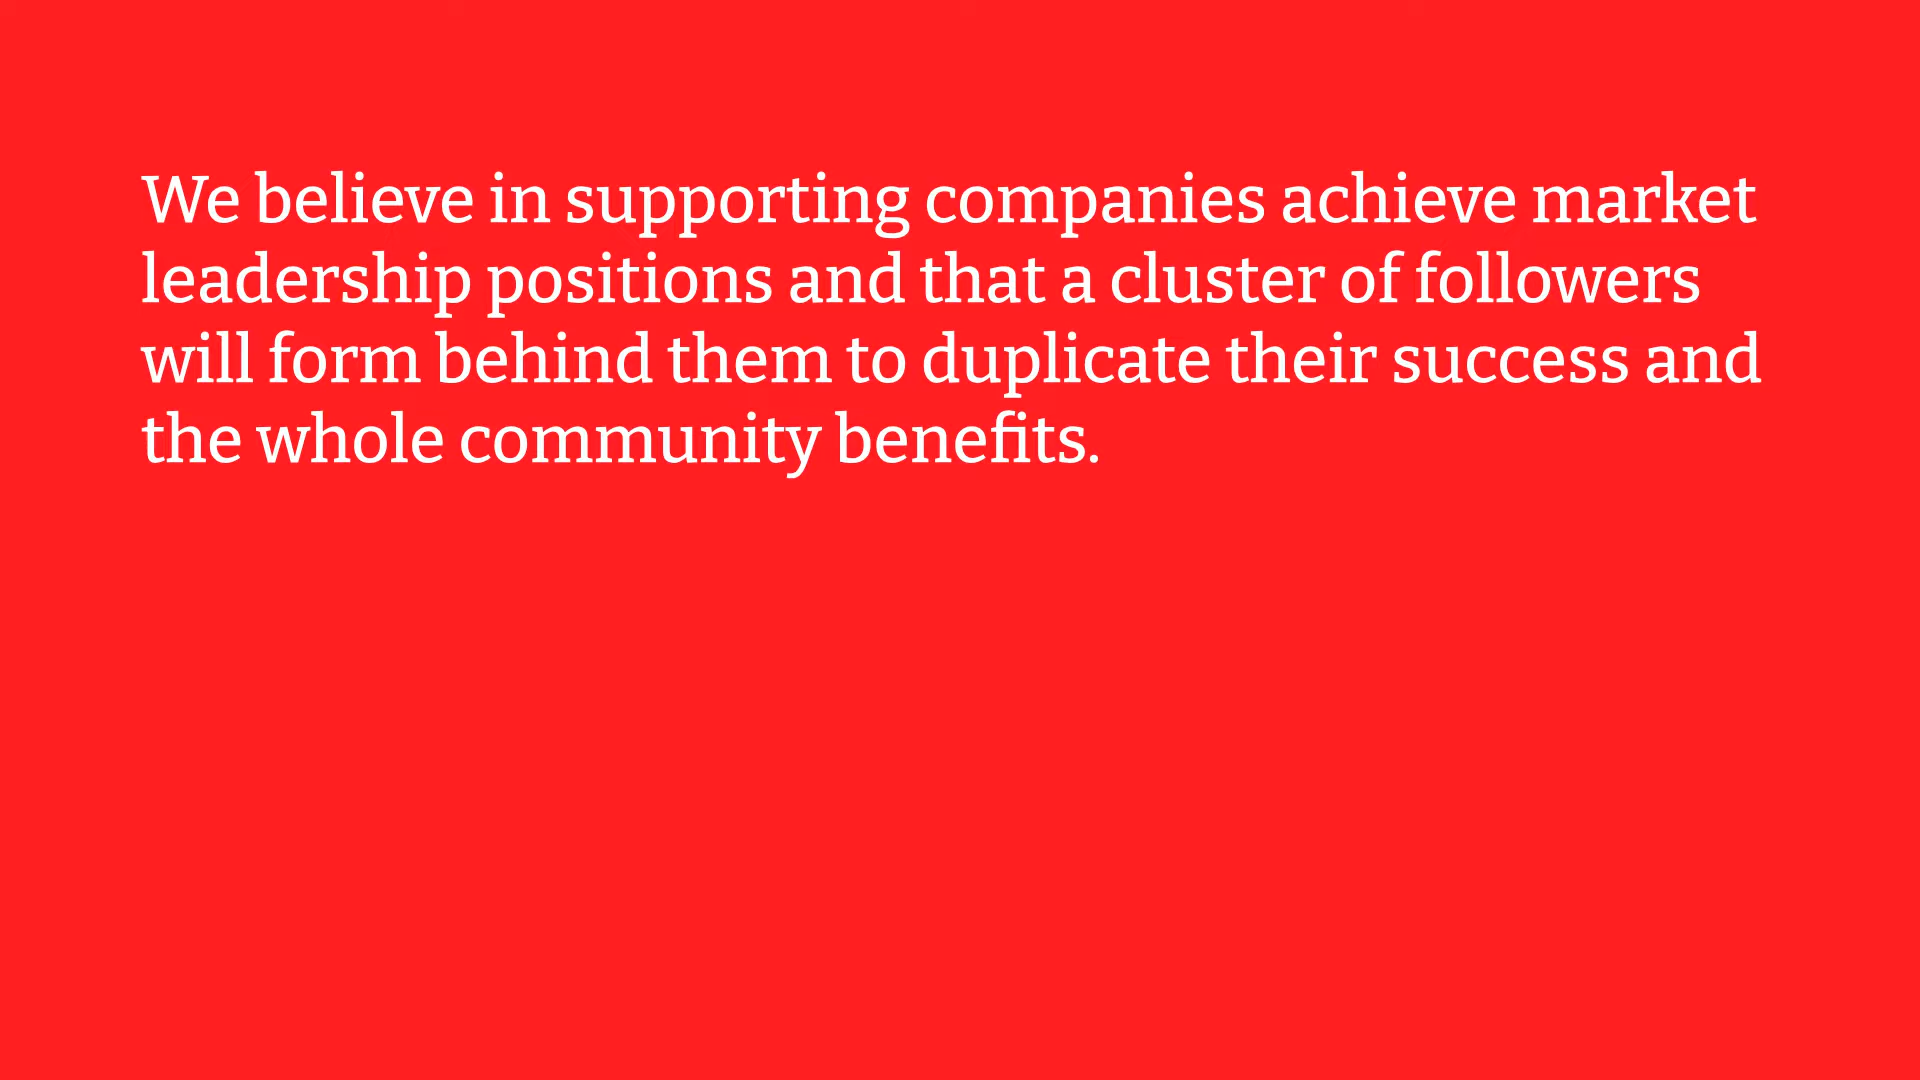 We believe in supporting companies achieve market
leadership positions and that a cluster of followers
will form behind them to duplicate their success and
the whole community benefits.